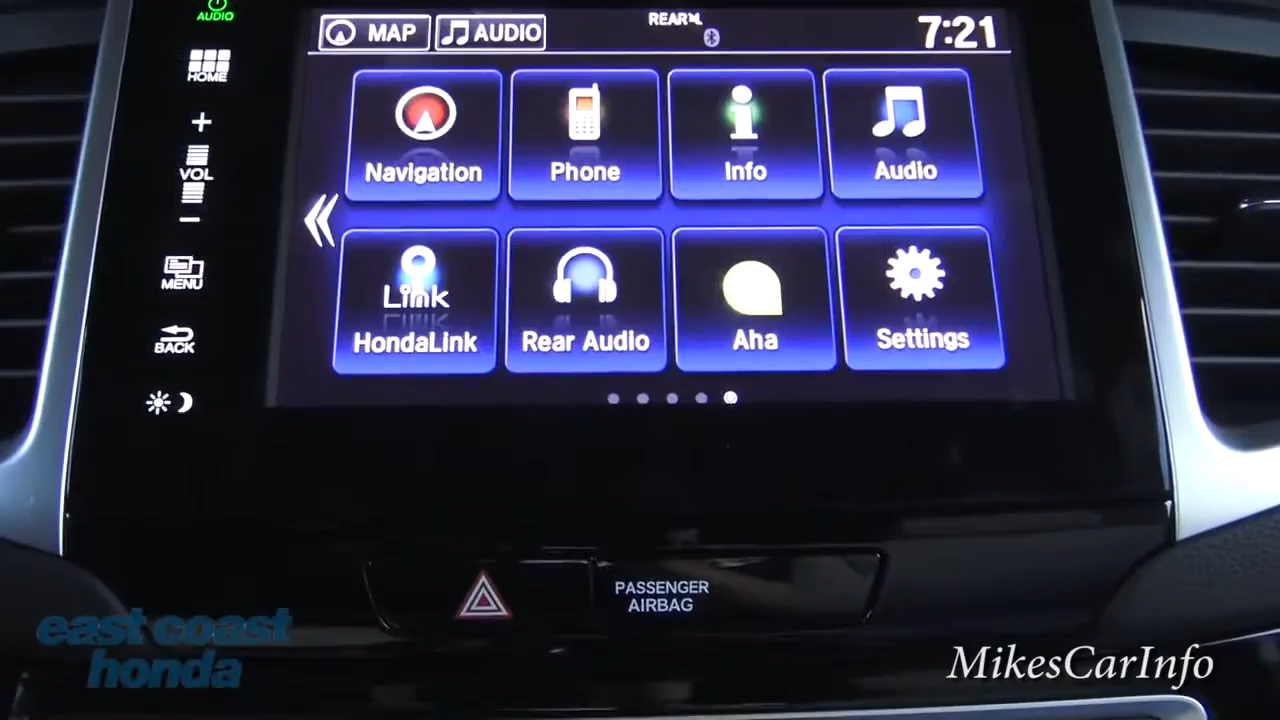 AUDIO
HOME
+
VOL
−
MENU
BACK
MAP
AUDIO
REAR
7:21
Navigation
Phone
Info
Audio
Link
HondaLink
Rear Audio
Aha
Settings
PASSENGER
AIRBAG
east coast
honda
MikesCarInfo